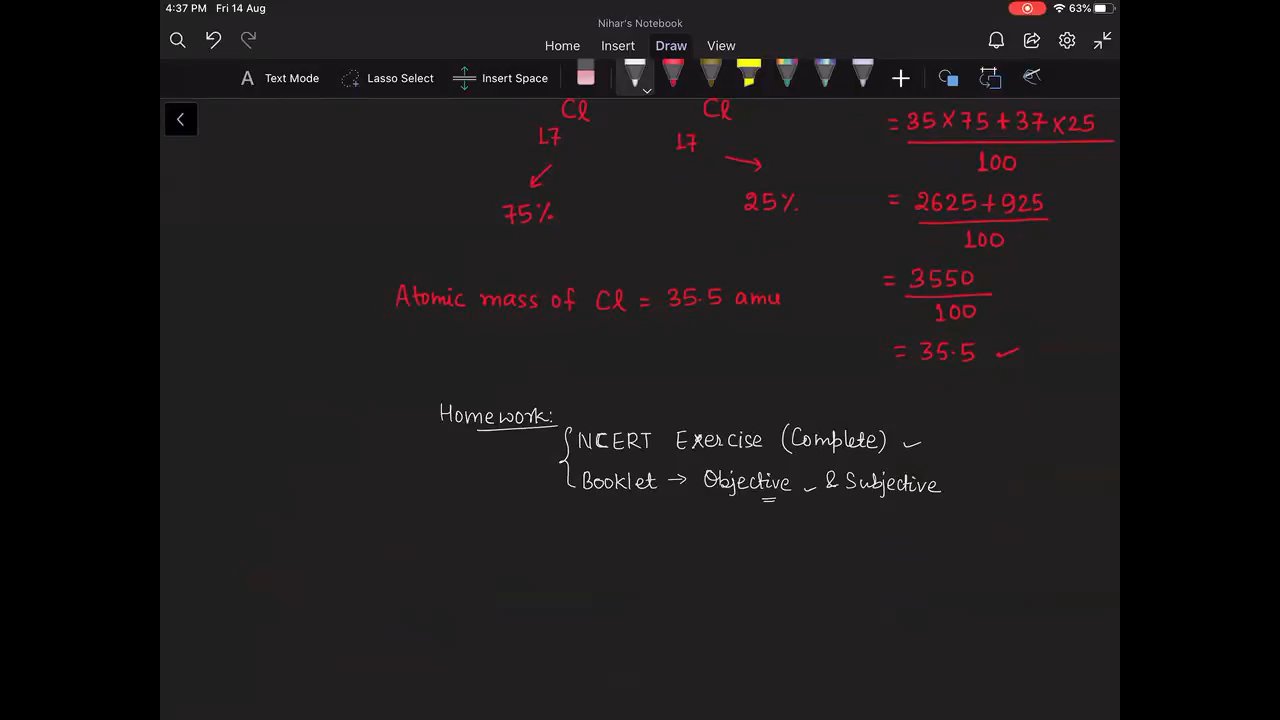 4:37 PM Fri 14 Aug
63%
Nihar's Notebook
Home Insert Draw View
A Text Mode Lasso Select Insert Space
Cl Cl
17 17
75% 25%
= 35 × 75 + 37 × 25
100
= 2625 + 925
100
= 3550
100
= 35.5 ✓
Atomic mass of Cl = 35.5 amu
Homework:
NCERT Exercise (Complete) ✓
Booklet → Objective ✓ & Subjective